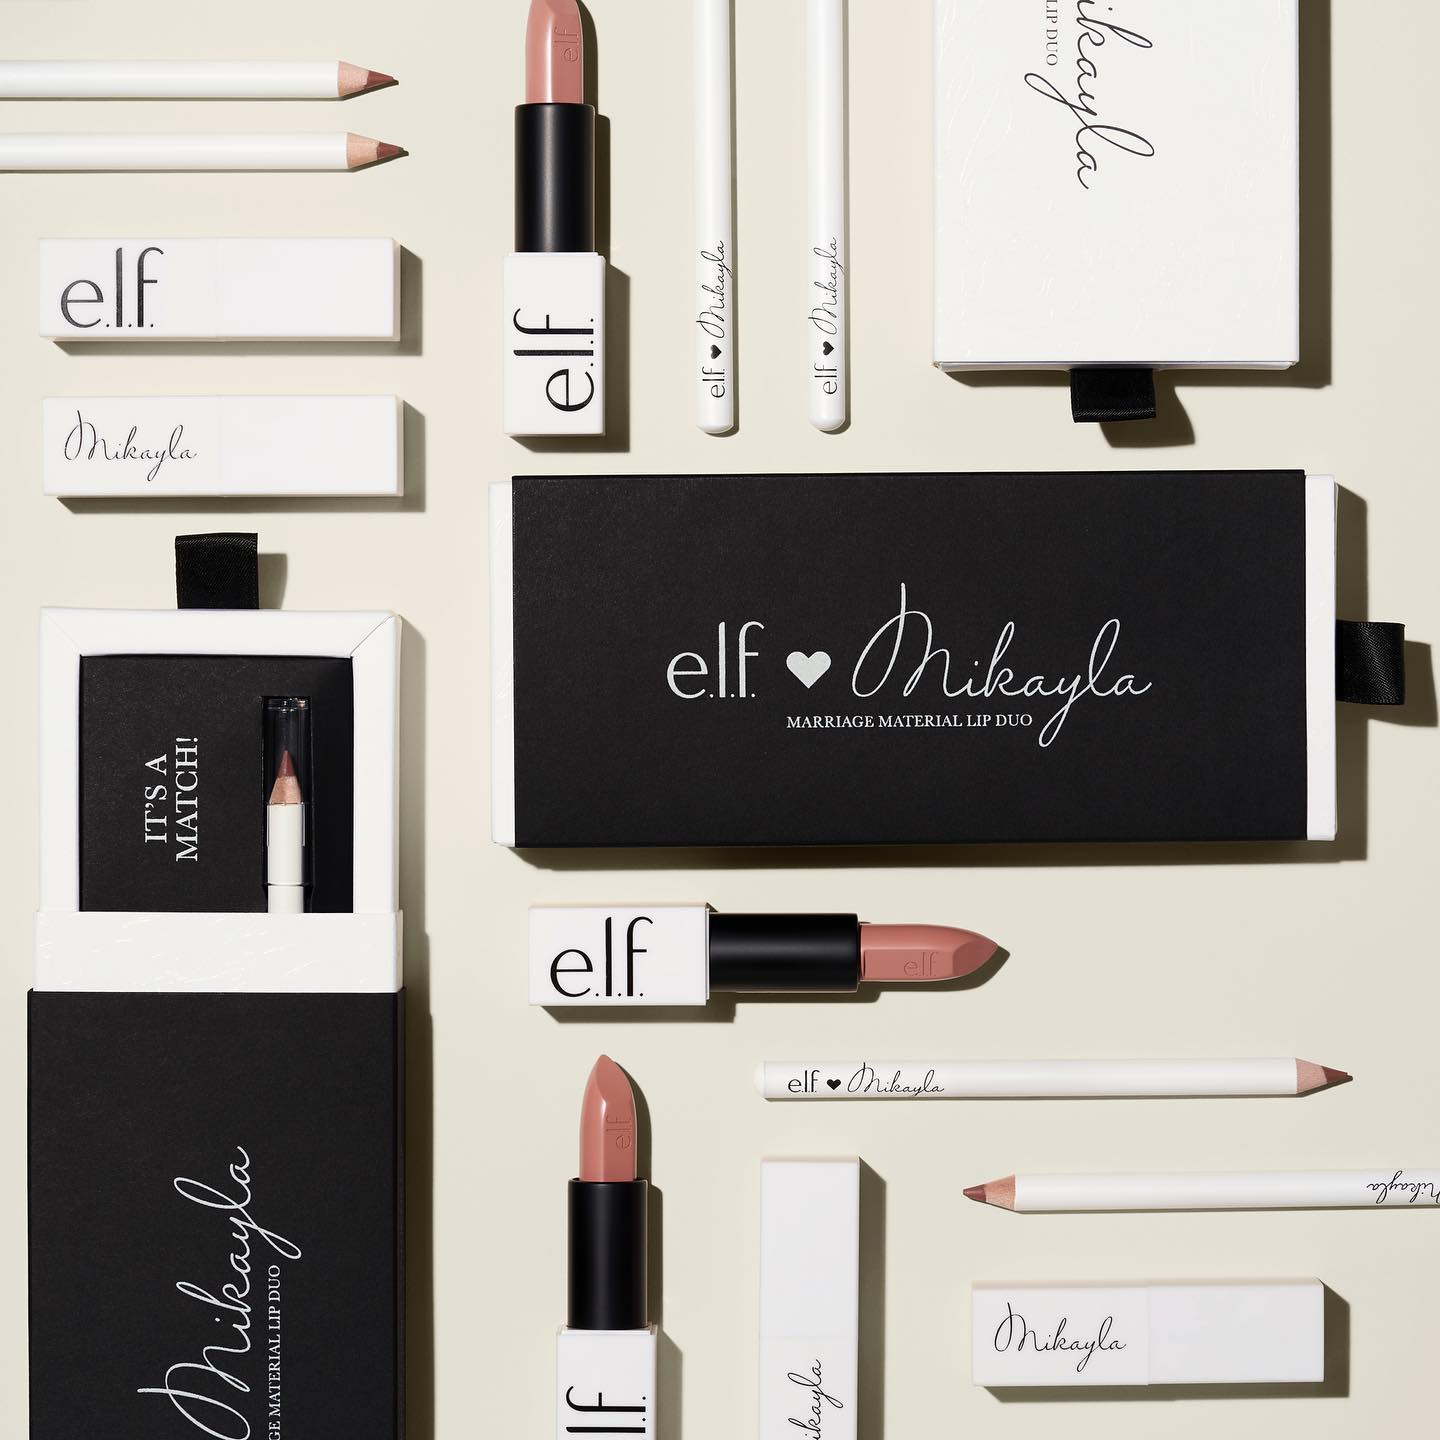 Mikayla
LIP DUO
e.l.f.
e.l.f.
e.l.f.
e.l.f ♥ Mikayla
e.l.f ♥ Mikayla
Mikayla
e.l.f. ♥ Mikayla
MARRIAGE MATERIAL LIP DUO
IT'S A
MATCH!
e.l.f.
e.l.f.
e.l.f.
e.l.f ♥ Mikayla
Mikayla
Mikayla
MATERIAL LIP DUO
Mikayla
e.l.f.
Mikayla